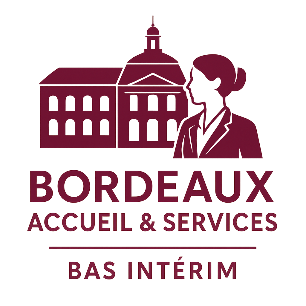 BORDEAUX
ACCUEIL & SERVICES
BAS INTÉRIM